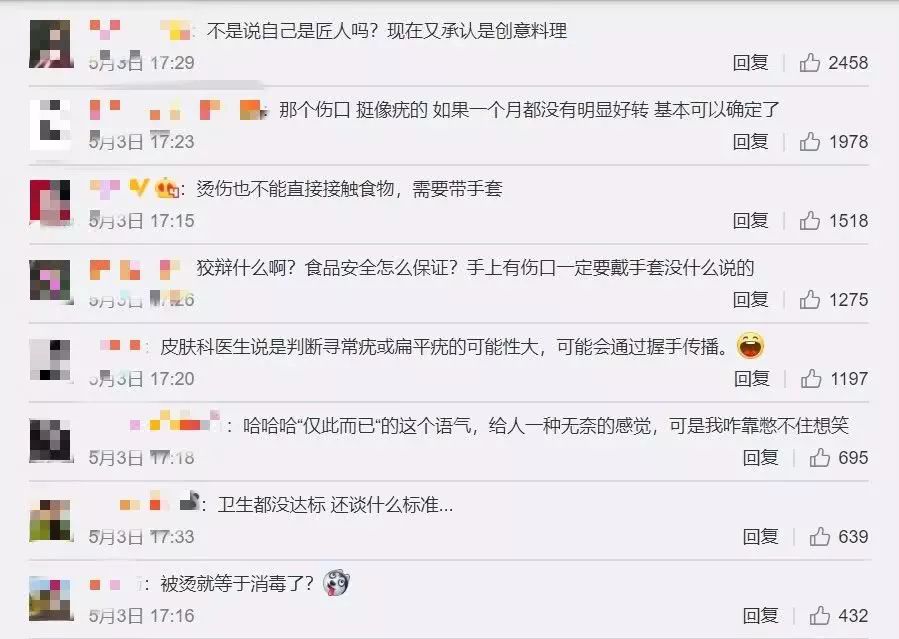 : 不是说自己是匠人吗？现在又承认是创意料理
5月3日 17:29 回复 2458
: 那个伤口 挺像疣的 如果一个月都没有明显好转 基本可以确定了
5月3日 17:23 回复 1978
: 烫伤也不能直接接触食物，需要带手套
5月3日 17:15 回复 1518
狡辩什么啊？食品安全怎么保证？手上有伤口一定要戴手套没什么说的
5月3日 17:26 回复 1275
: 皮肤科医生说是判断寻常疣或扁平疣的可能性大，可能会通过握手传播。
5月3日 17:20 回复 1197
: 哈哈哈“仅此而已“的这个语气，给人一种无奈的感觉，可是我咋靠憋不住想笑
5月3日 17:18 回复 695
: 卫生都没达标 还谈什么标准...
5月3日 17:33 回复 639
: 被烫就等于消毒了？
5月3日 17:16 回复 432